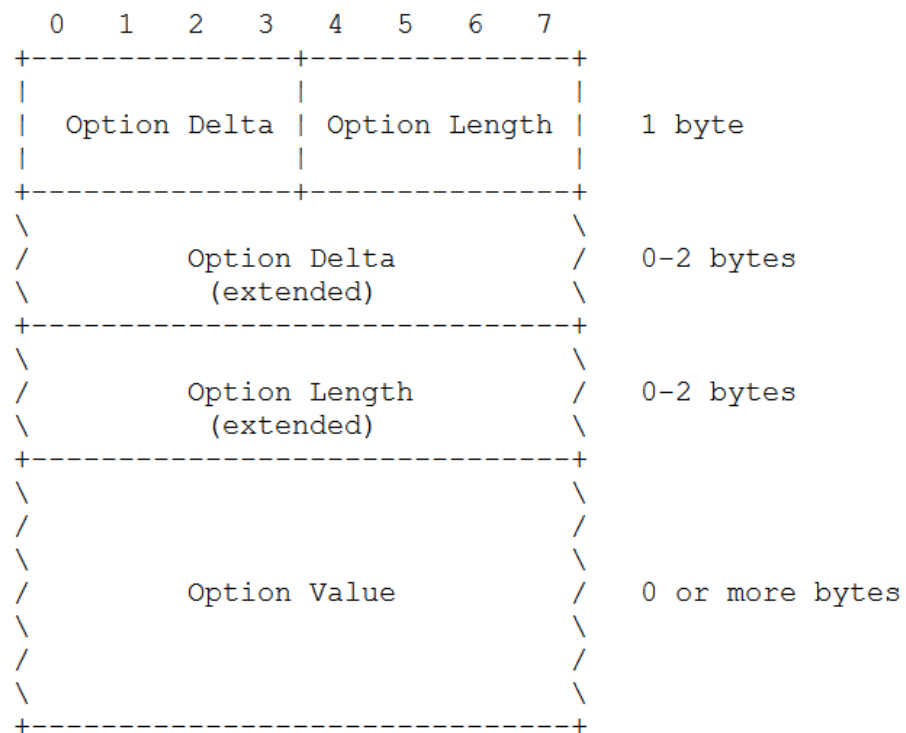 0 1 2 3 4 5 6 7
Option Delta | Option Length | 1 byte
Option Delta 0-2 bytes
(extended)
Option Length 0-2 bytes
(extended)
Option Value 0 or more bytes